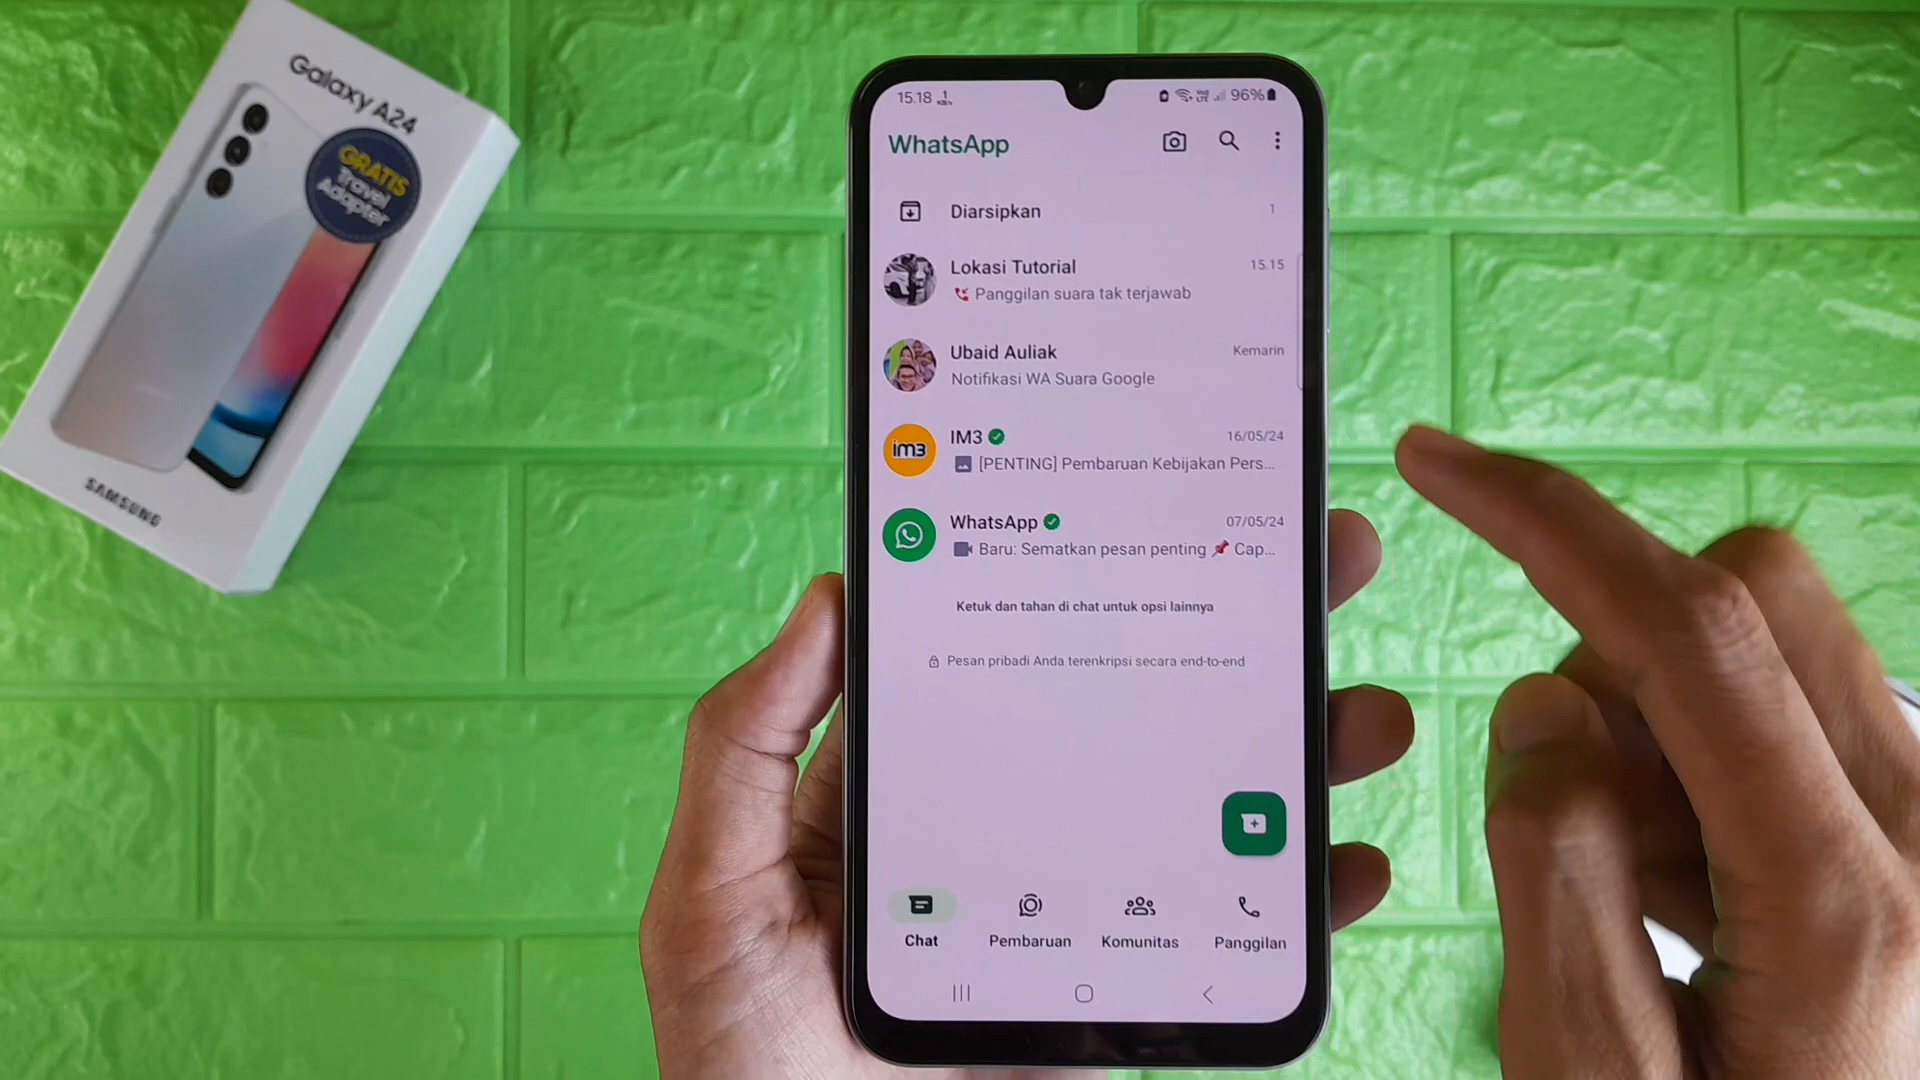 Galaxy A24
GRATIS
Travel
Adapter
SAMSUNG
15.18
96%
WhatsApp
Diarsipkan
1
Lokasi Tutorial
15.15
Panggilan suara tak terjawab
Ubaid Auliak
Kemarin
Notifikasi WA Suara Google
im3
IM3
16/05/24
[PENTING] Pembaruan Kebijakan Pers...
WhatsApp
07/05/24
Baru: Sematkan pesan penting 📌 Cap...
Ketuk dan tahan di chat untuk opsi lainnya
Pesan pribadi Anda terenkripsi secara end-to-end
Chat
Pembaruan
Komunitas
Panggilan